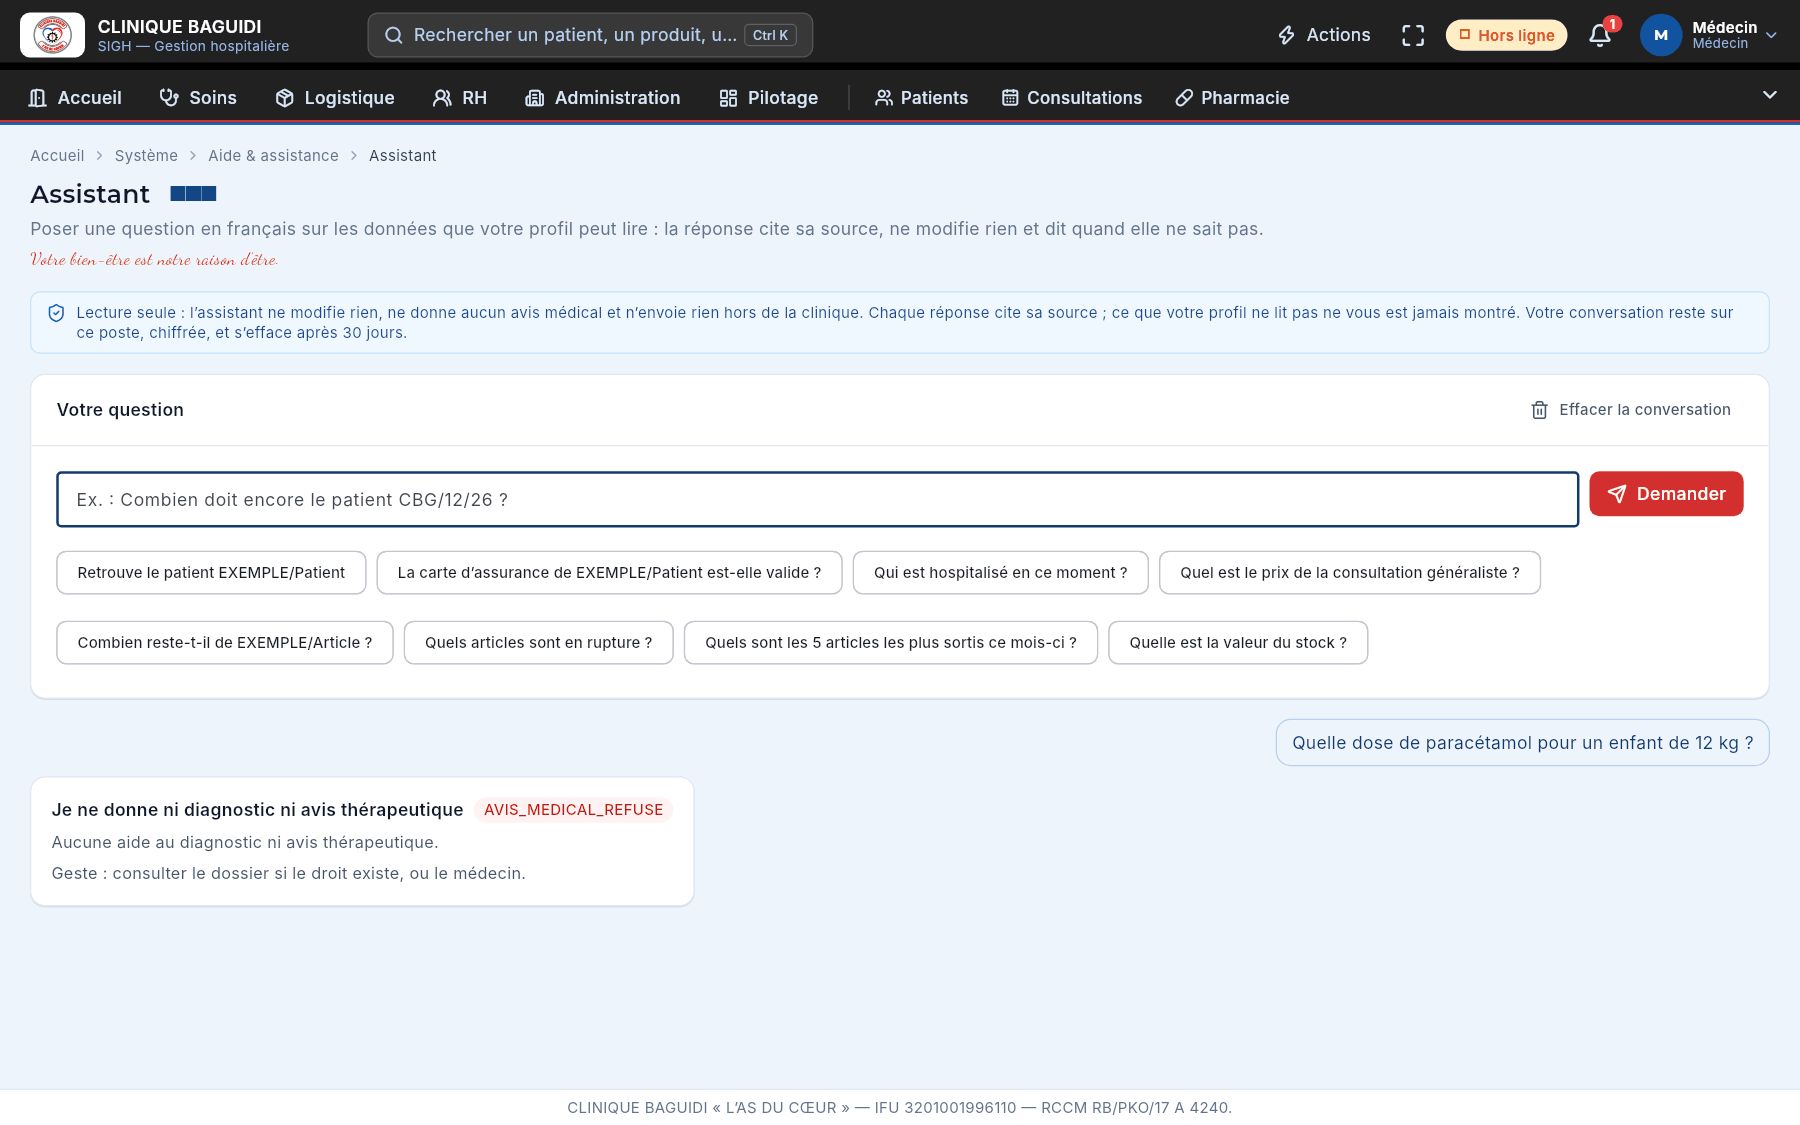 CLINIQUE BAGUIDI
SIGH — Gestion hospitalière
Rechercher un patient, un produit, u...
Ctrl K
Actions
Hors ligne
1
M
Médecin
Médecin
Accueil
Soins
Logistique
RH
Administration
Pilotage
Patients
Consultations
Pharmacie
Accueil > Système > Aide & assistance > Assistant
Assistant
Poser une question en français sur les données que votre profil peut lire : la réponse cite sa source, ne modifie rien et dit quand elle ne sait pas.
Votre bien-être est notre raison d'être.
Lecture seule : l’assistant ne modifie rien, ne donne aucun avis médical et n’envoie rien hors de la clinique. Chaque réponse cite sa source ; ce que votre profil ne lit pas ne vous est jamais montré. Votre conversation reste sur
ce poste, chiffrée, et s’efface après 30 jours.
Votre question
Effacer la conversation
Ex. : Combien doit encore le patient CBG/12/26 ?
Demander
Retrouve le patient EXEMPLE/Patient
La carte d’assurance de EXEMPLE/Patient est-elle valide ?
Qui est hospitalisé en ce moment ?
Quel est le prix de la consultation généraliste ?
Combien reste-t-il de EXEMPLE/Article ?
Quels articles sont en rupture ?
Quels sont les 5 articles les plus sortis ce mois-ci ?
Quelle est la valeur du stock ?
Quelle dose de paracétamol pour un enfant de 12 kg ?
Je ne donne ni diagnostic ni avis thérapeutique
AVIS_MEDICAL_REFUSE
Aucune aide au diagnostic ni avis thérapeutique.
Geste : consulter le dossier si le droit existe, ou le médecin.
CLINIQUE BAGUIDI « L’AS DU CŒUR » — IFU 3201001996110 — RCCM RB/PKO/17 A 4240.